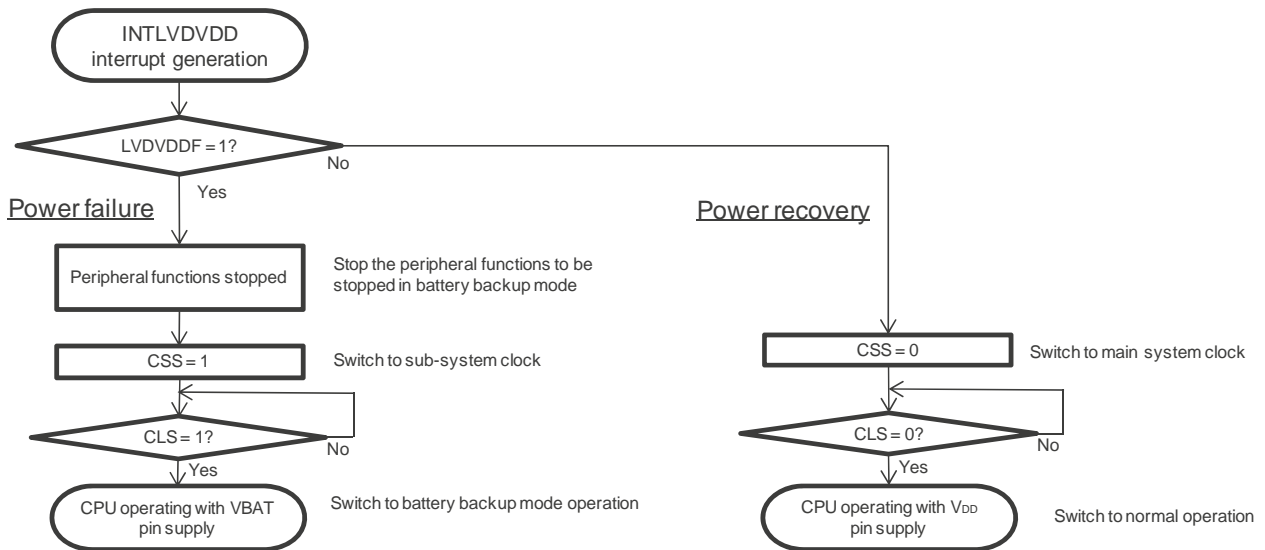 INTLVDVDD
interrupt generation
LVDVDDF = 1?
No
Yes
Power failure
Power recovery
Peripheral functions stopped
Stop the peripheral functions to be
stopped in battery backup mode
CSS = 1
Switch to sub-system clock
CSS = 0
Switch to main system clock
CLS = 1?
No
CLS = 0?
No
Yes
Yes
CPU operating with VBAT
pin supply
Switch to battery backup mode operation
CPU operating with VDD
pin supply
Switch to normal operation